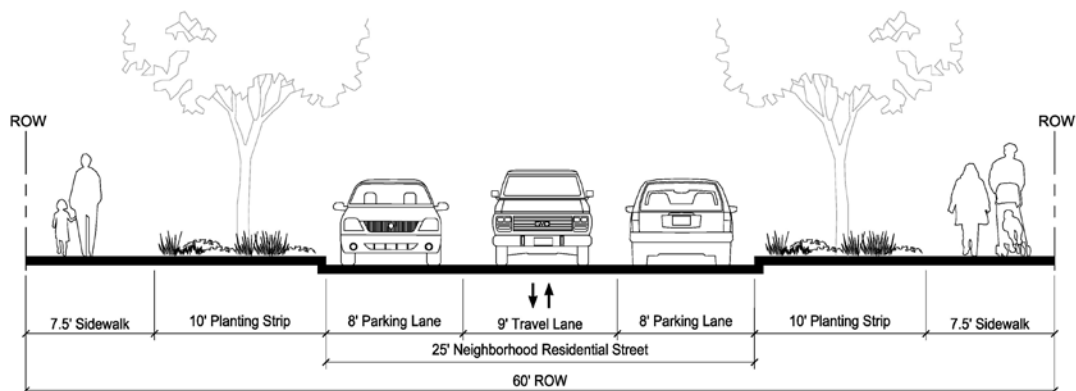 ROW ROW
7.5' Sidewalk 10' Planting Strip 8' Parking Lane 9' Travel Lane 8' Parking Lane 10' Planting Strip 7.5' Sidewalk
25' Neighborhood Residential Street
60' ROW